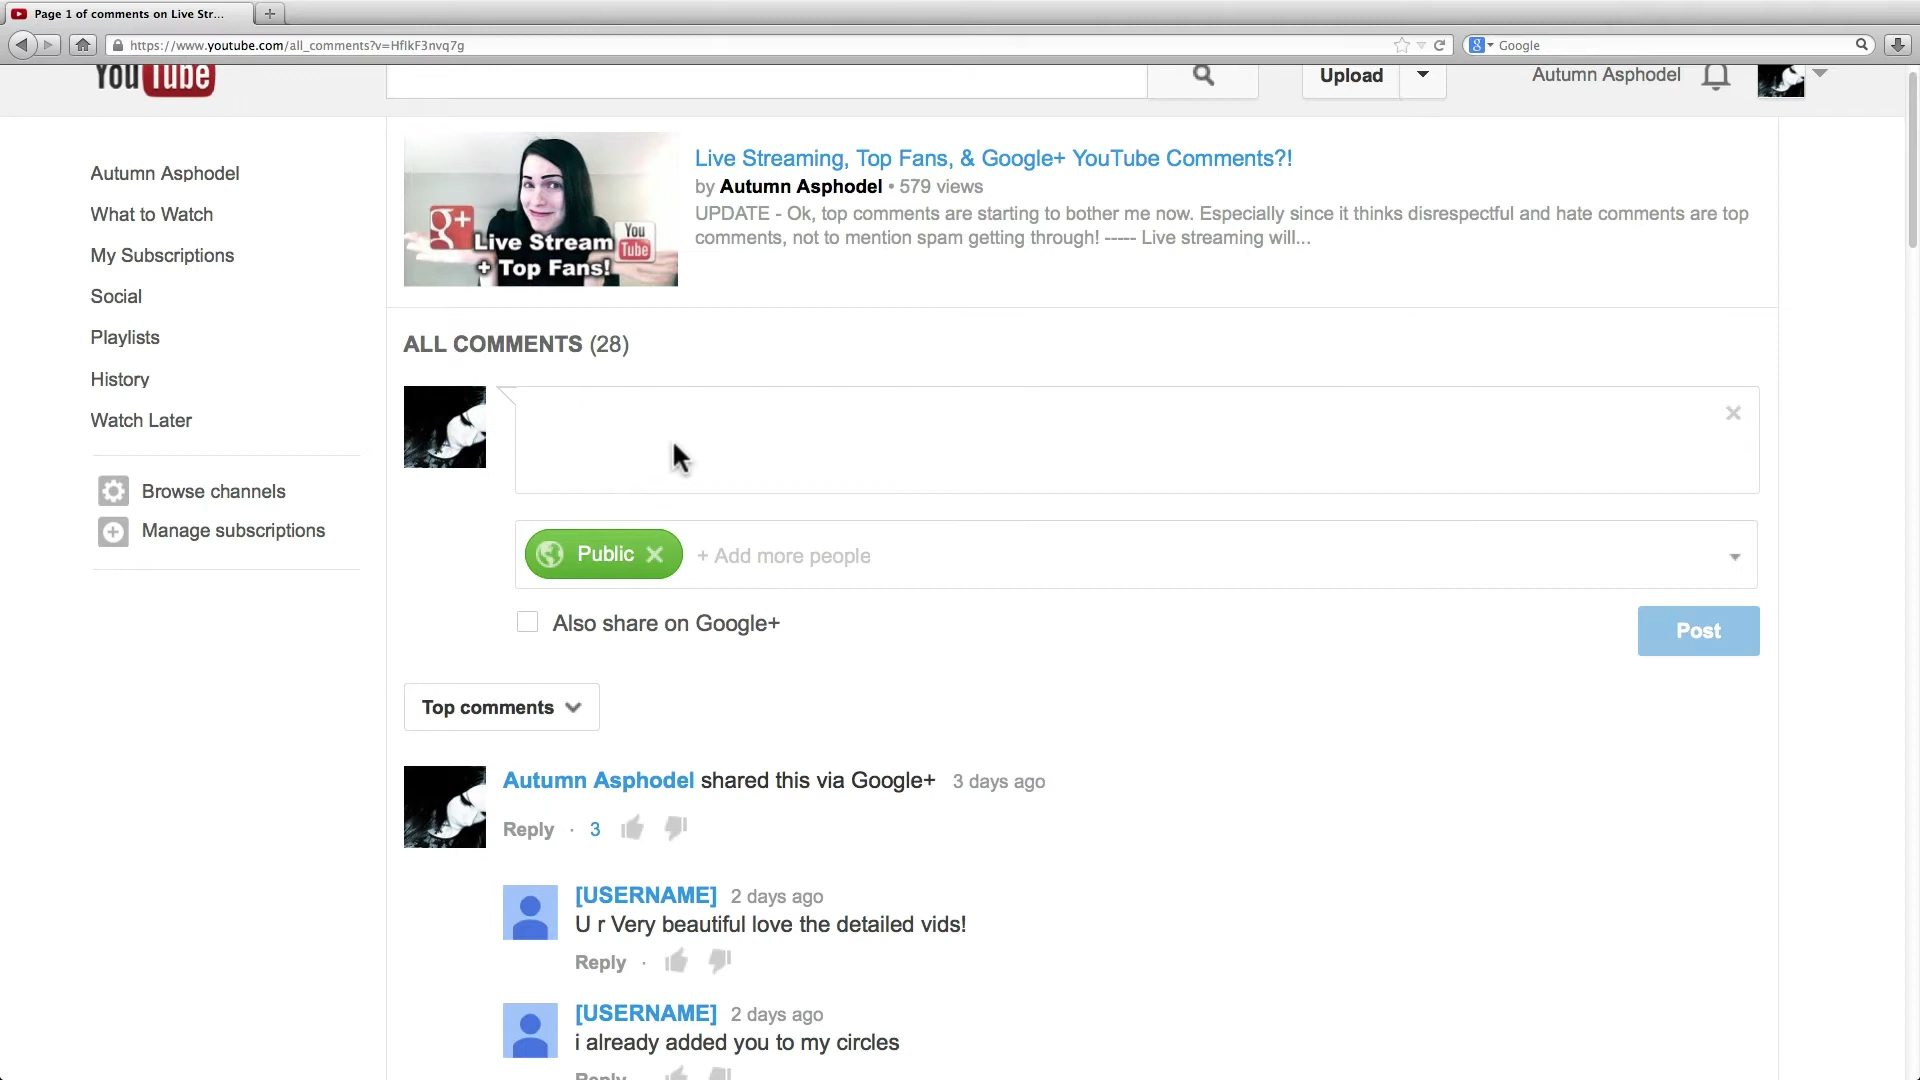 Page 1 of comments on Live Str...
https://www.youtube.com/all_comments?v=HfIkF3nvq7g
Google
YouTube
Upload
Autumn Asphodel
Autumn Asphodel
What to Watch
My Subscriptions
Social
Playlists
History
Watch Later
Browse channels
Manage subscriptions
g+
You
Tube
Live Stream
+ Top Fans!
Live Streaming, Top Fans, & Google+ YouTube Comments?!
by Autumn Asphodel • 579 views
UPDATE - Ok, top comments are starting to bother me now. Especially since it thinks disrespectful and hate comments are top
comments, not to mention spam getting through! ----- Live streaming will...
ALL COMMENTS (28)
Public
+ Add more people
Also share on Google+
Post
Top comments
Autumn Asphodel shared this via Google+ 3 days ago
Reply · 3
[USERNAME] 2 days ago
U r Very beautiful love the detailed vids!
Reply ·
[USERNAME] 2 days ago
i already added you to my circles
Reply